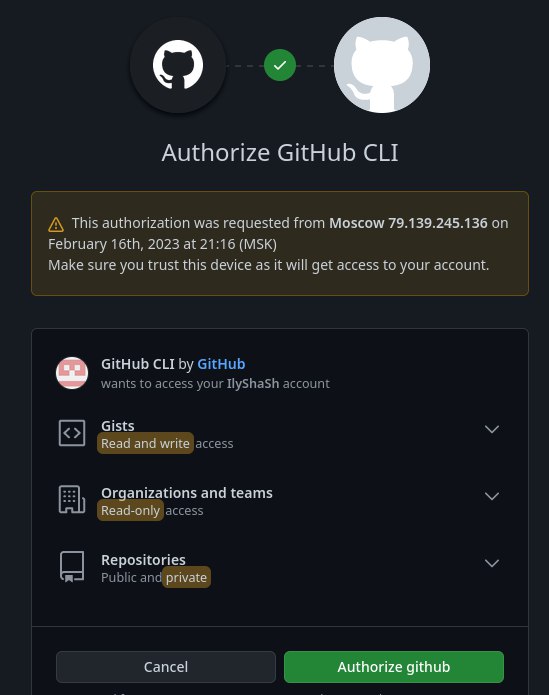 Authorize GitHub CLI
This authorization was requested from Moscow 79.139.245.136 on
February 16th, 2023 at 21:16 (MSK)
Make sure you trust this device as it will get access to your account.
GitHub CLI by GitHub
wants to access your IlyShaSh account
Gists
Read and write access
Organizations and teams
Read-only access
Repositories
Public and private
Cancel
Authorize github